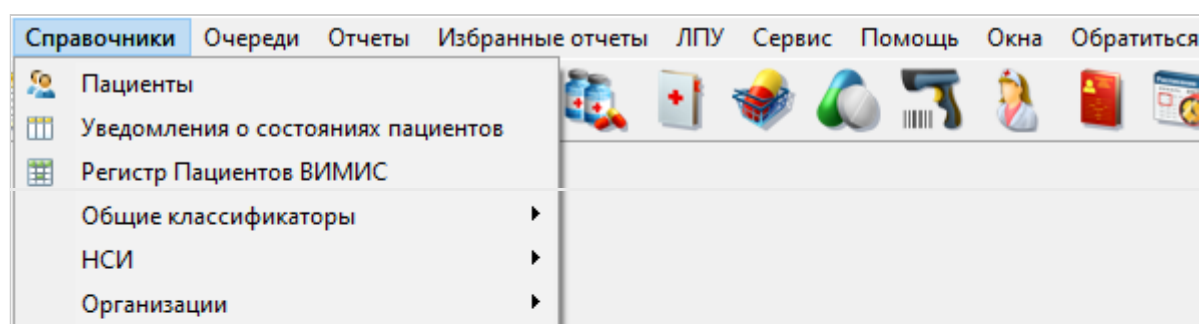 Справочники Очереди Отчеты Избранные отчеты ЛПУ Сервис Помощь Окна Обратиться
Пациенты
Уведомления о состояниях пациентов
Регистр Пациентов ВИМИС
Общие классификаторы
НСИ
Организации